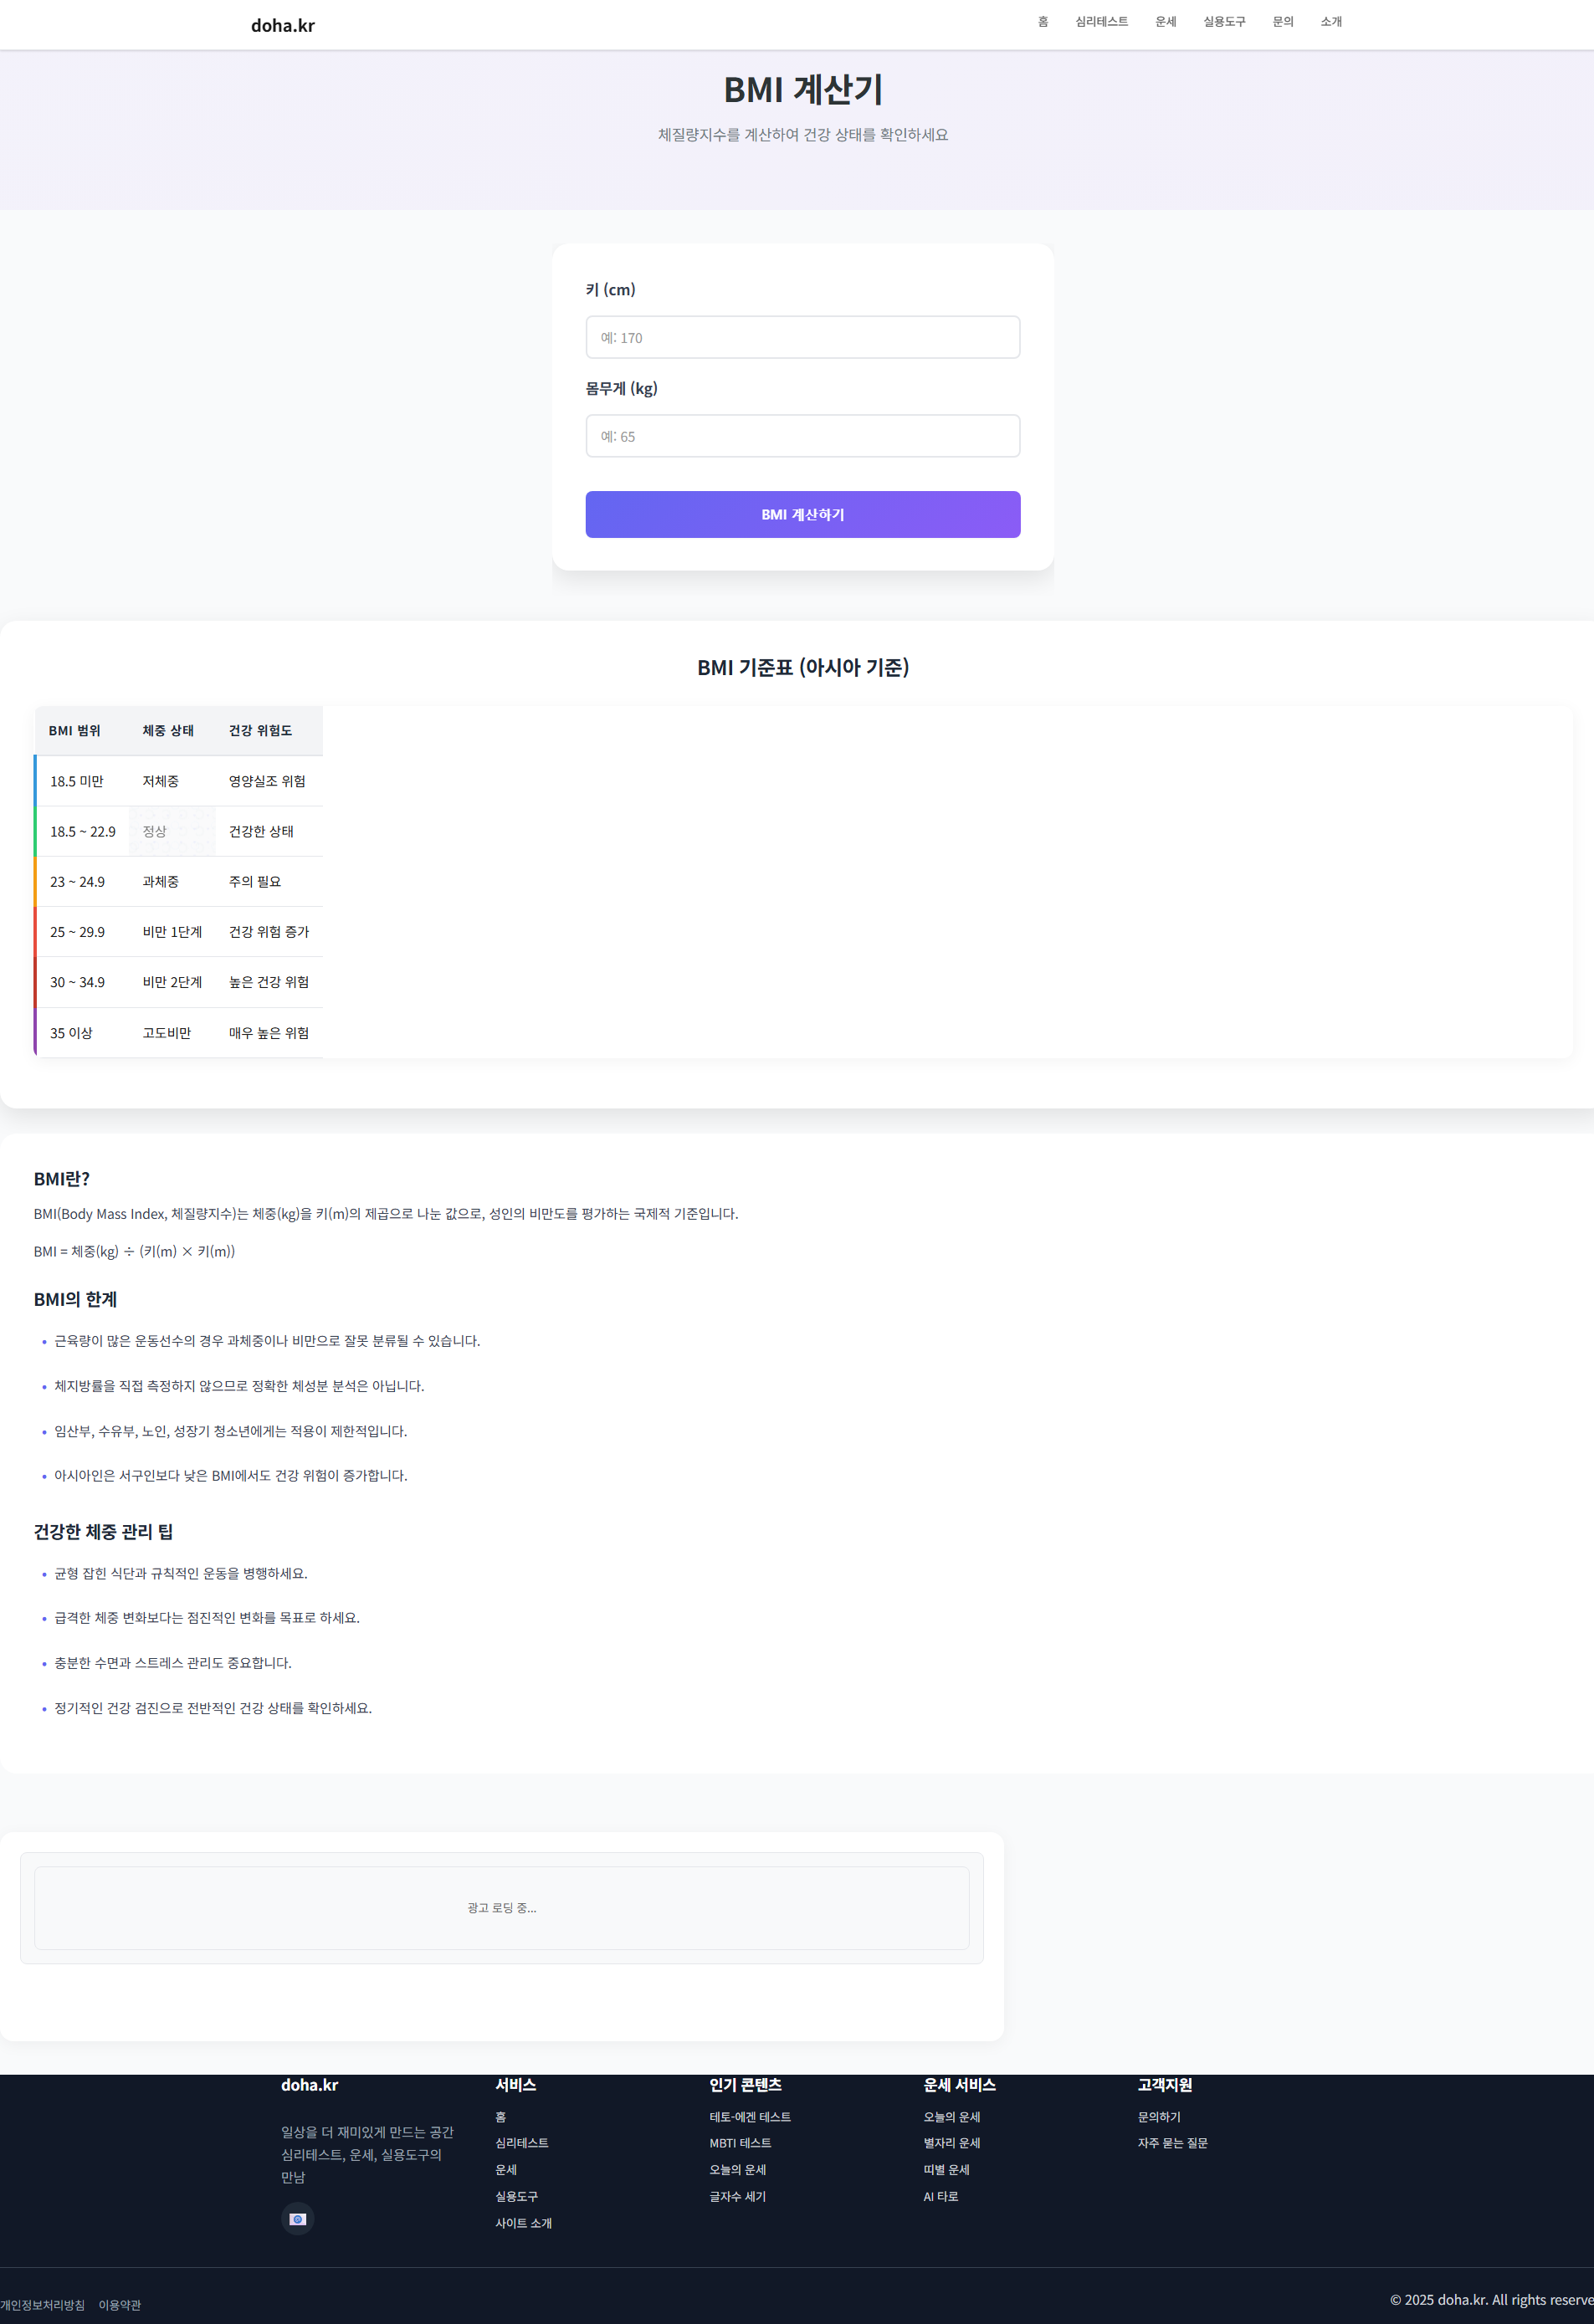 doha.kr
홈 심리테스트 운세 실용도구 문의 소개
BMI 계산기
체질량지수를 계산하여 건강 상태를 확인하세요
키 (cm)
예: 170
몸무게 (kg)
예: 65
BMI 계산하기
BMI 기준표 (아시아 기준)
BMI 범위 체중 상태 건강 위험도
18.5 미만 저체중 영양실조 위험
18.5 ~ 22.9 정상 건강한 상태
23 ~ 24.9 과체중 주의 필요
25 ~ 29.9 비만 1단계 건강 위험 증가
30 ~ 34.9 비만 2단계 높은 건강 위험
35 이상 고도비만 매우 높은 위험
BMI란?
BMI(Body Mass Index, 체질량지수)는 체중(kg)을 키(m)의 제곱으로 나눈 값으로, 성인의 비만도를 평가하는 국제적 기준입니다.
BMI = 체중(kg) ÷ (키(m) × 키(m))
BMI의 한계
• 근육량이 많은 운동선수의 경우 과체중이나 비만으로 잘못 분류될 수 있습니다.
• 체지방률을 직접 측정하지 않으므로 정확한 체성분 분석은 아닙니다.
• 임산부, 수유부, 노인, 성장기 청소년에게는 적용이 제한적입니다.
• 아시아인은 서구인보다 낮은 BMI에서도 건강 위험이 증가합니다.
건강한 체중 관리 팁
• 균형 잡힌 식단과 규칙적인 운동을 병행하세요.
• 급격한 체중 변화보다는 점진적인 변화를 목표로 하세요.
• 충분한 수면과 스트레스 관리도 중요합니다.
• 정기적인 건강 검진으로 전반적인 건강 상태를 확인하세요.
광고 로딩 중...
doha.kr
일상을 더 재미있게 만드는 공간
심리테스트, 운세, 실용도구의
만남
서비스
홈
심리테스트
운세
실용도구
사이트 소개
인기 콘텐츠
테토-에겐 테스트
MBTI 테스트
오늘의 운세
글자수 세기
운세 서비스
오늘의 운세
별자리 운세
띠별 운세
AI 타로
고객지원
문의하기
자주 묻는 질문
개인정보처리방침 이용약관
© 2025 doha.kr. All rights reserve